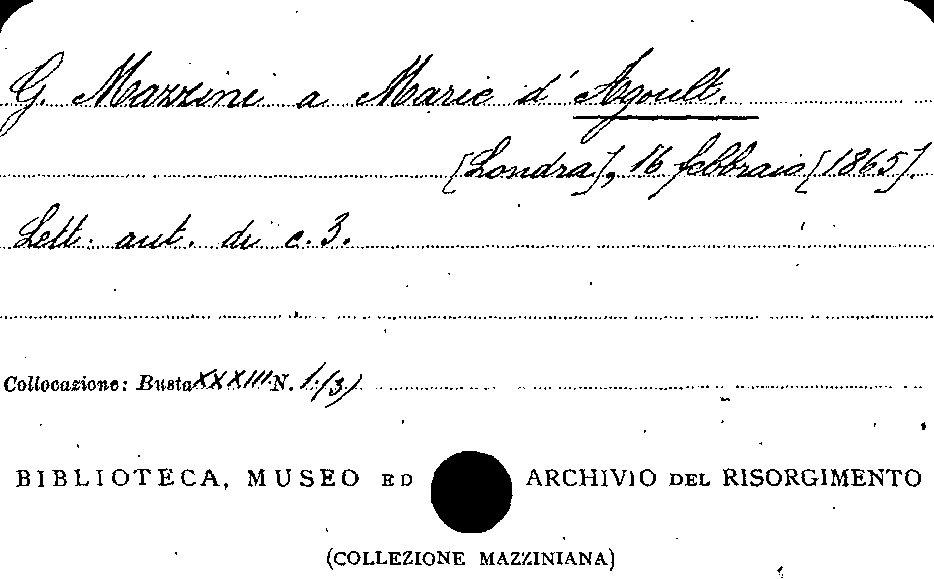 G. Mazzini a Marie d'Agoult.
[Londra], 16 febbraio [1865].
Lett. aut. di c. 3.
Collocazione: Busta XXXIII N. 1.(3)
BIBLIOTECA, MUSEO ED ARCHIVIO DEL RISORGIMENTO
(COLLEZIONE MAZZINIANA)